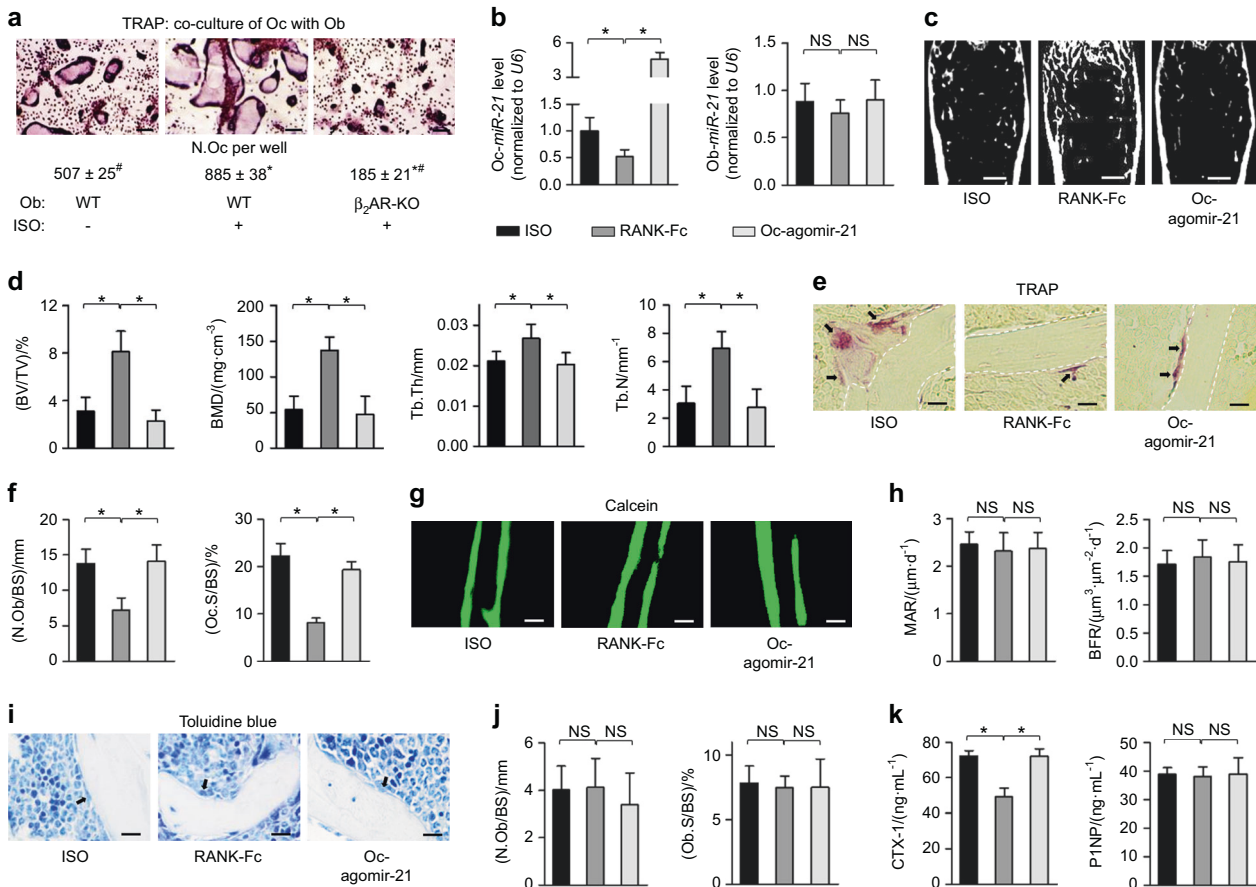 a
TRAP: co-culture of Oc with Ob
N.Oc per well
507 ± 25# 885 ± 38* 185 ± 21*#
Ob: WT WT β2AR-KO
ISO: - + +
b
Oc-miR-21 level
(normalized to U6)
6
3
1.0
0.5
0.0
* *
Ob-miR-21 level
(normalized to U6)
1.5
1.0
0.5
0.0
NS NS
ISO RANK-Fc Oc-agomir-21
c
ISO RANK-Fc Oc-
agomir-21
d
(BV/TV)/%
12
8
4
0
* *
BMD/(mg·cm-3)
200
150
100
50
0
* *
Tb.Th/mm
0.03
0.02
0.01
0.00
* *
Tb.N/mm-1
10
8
6
4
2
0
* *
e
TRAP
ISO RANK-Fc Oc-
agomir-21
f
(N.Ob/BS)/mm
20
15
10
5
0
* *
(Oc.S/BS)/%
30
20
10
0
* *
g
Calcein
ISO RANK-Fc Oc-
agomir-21
h
MAR/(μm·d-1)
3
2
1
0
NS NS
BFR/(μm3·μm-2·d-1)
2.5
2.0
1.5
1.0
0.5
0.0
NS NS
i
Toluidine blue
ISO RANK-Fc Oc-
agomir-21
j
(N.Ob/BS)/mm
6
4
2
0
NS NS
(Ob.S/BS)/%
10
5
0
NS NS
k
CTX-1/(ng·mL-1)
80
60
40
20
0
* *
P1NP/(ng·mL-1)
50
40
30
20
10
0
NS NS